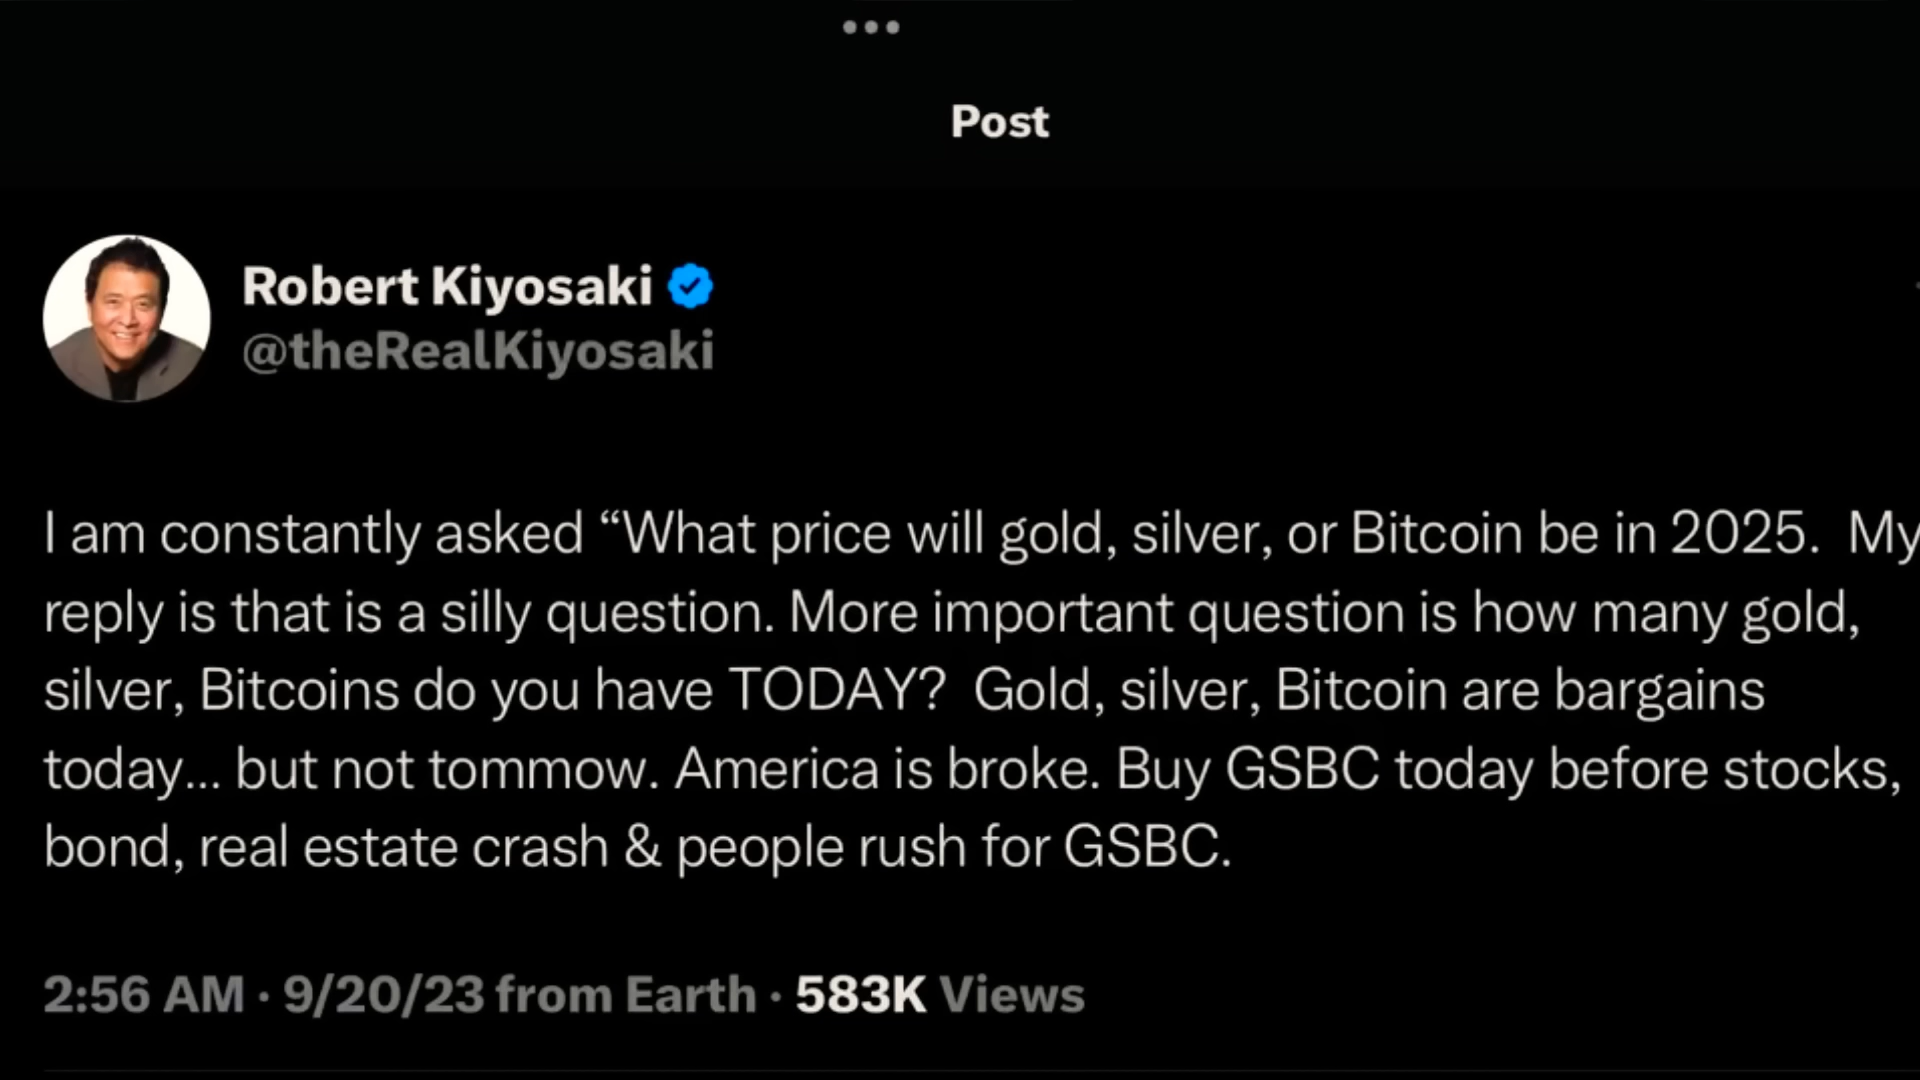 Post
Robert Kiyosaki
@theRealKiyosaki
I am constantly asked “What price will gold, silver, or Bitcoin be in 2025.  My
reply is that is a silly question. More important question is how many gold,
silver, Bitcoins do you have TODAY?  Gold, silver, Bitcoin are bargains
today... but not tommow. America is broke. Buy GSBC today before stocks,
bond, real estate crash & people rush for GSBC.
2:56 AM · 9/20/23 from Earth · 583K Views